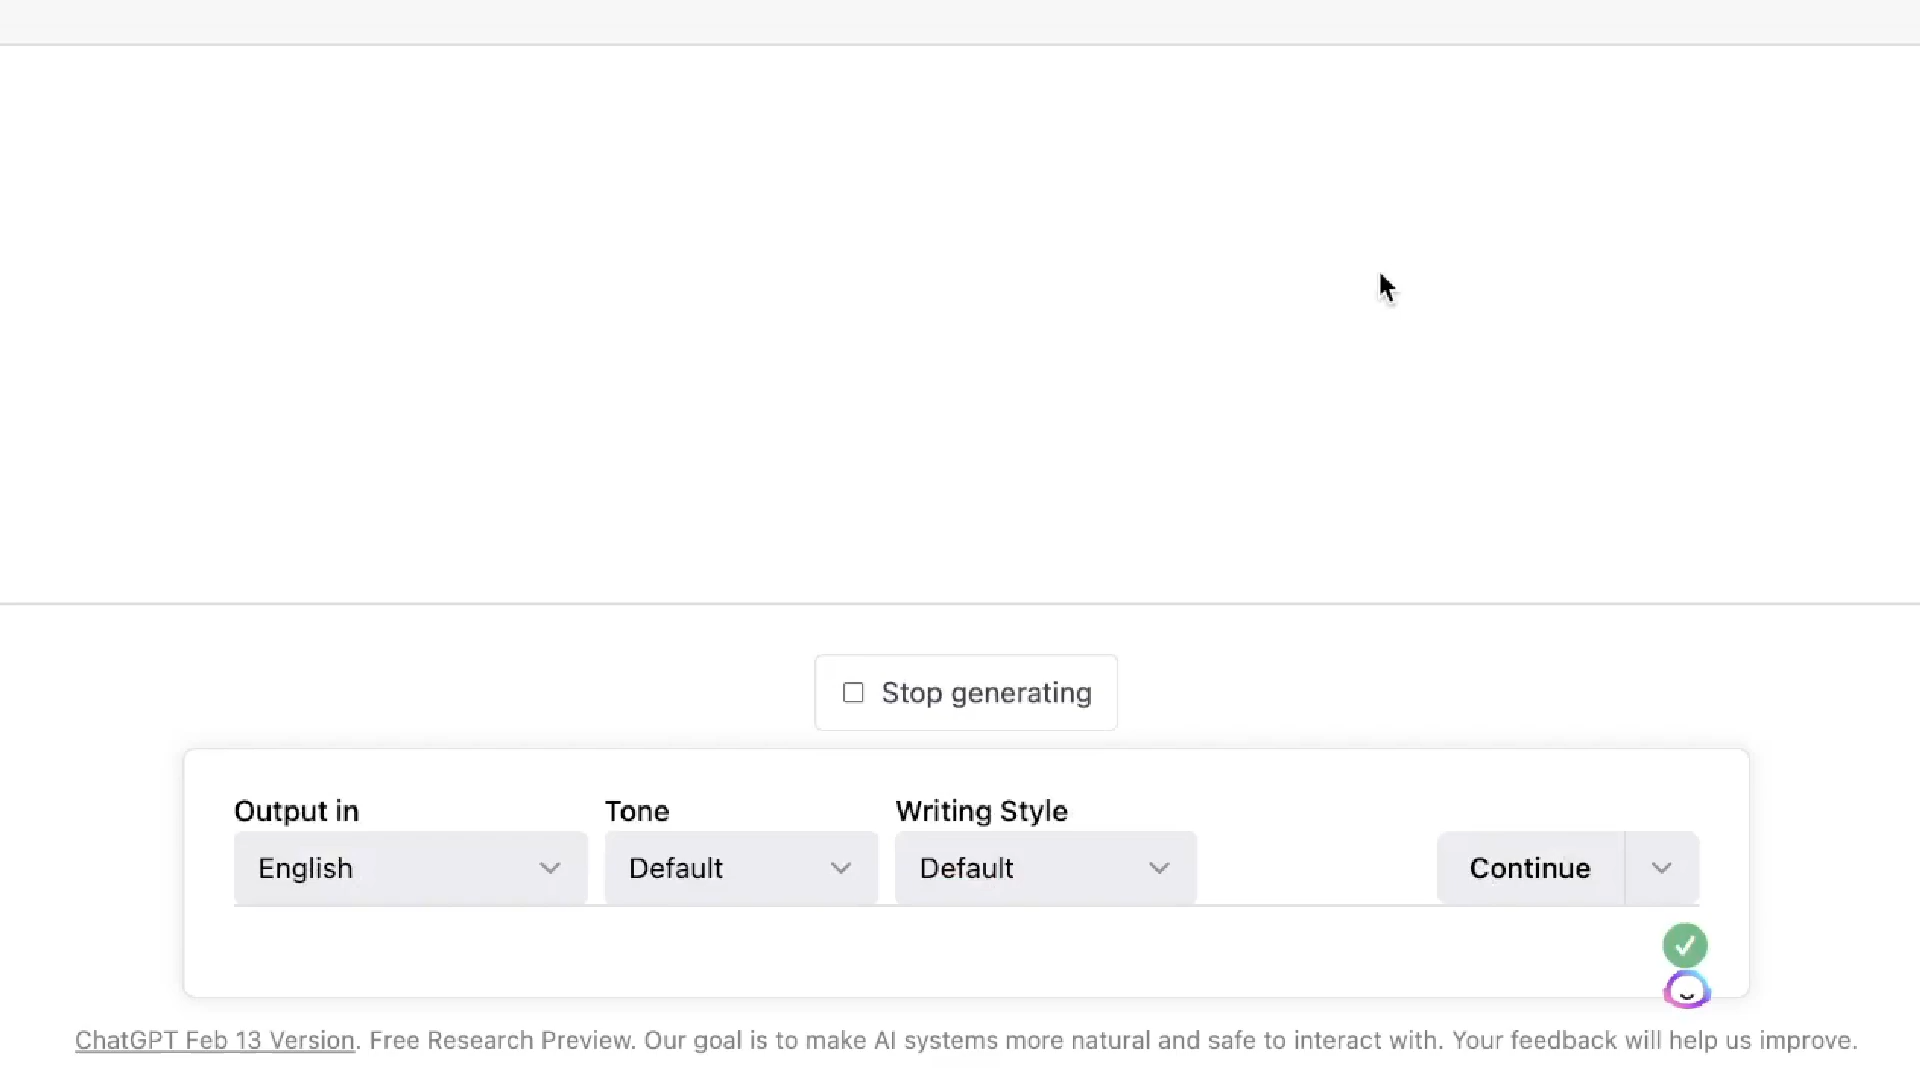 Stop generating
Output in Tone Writing Style
English Default Default Continue
ChatGPT Feb 13 Version. Free Research Preview. Our goal is to make AI systems more natural and safe to interact with. Your feedback will help us improve.